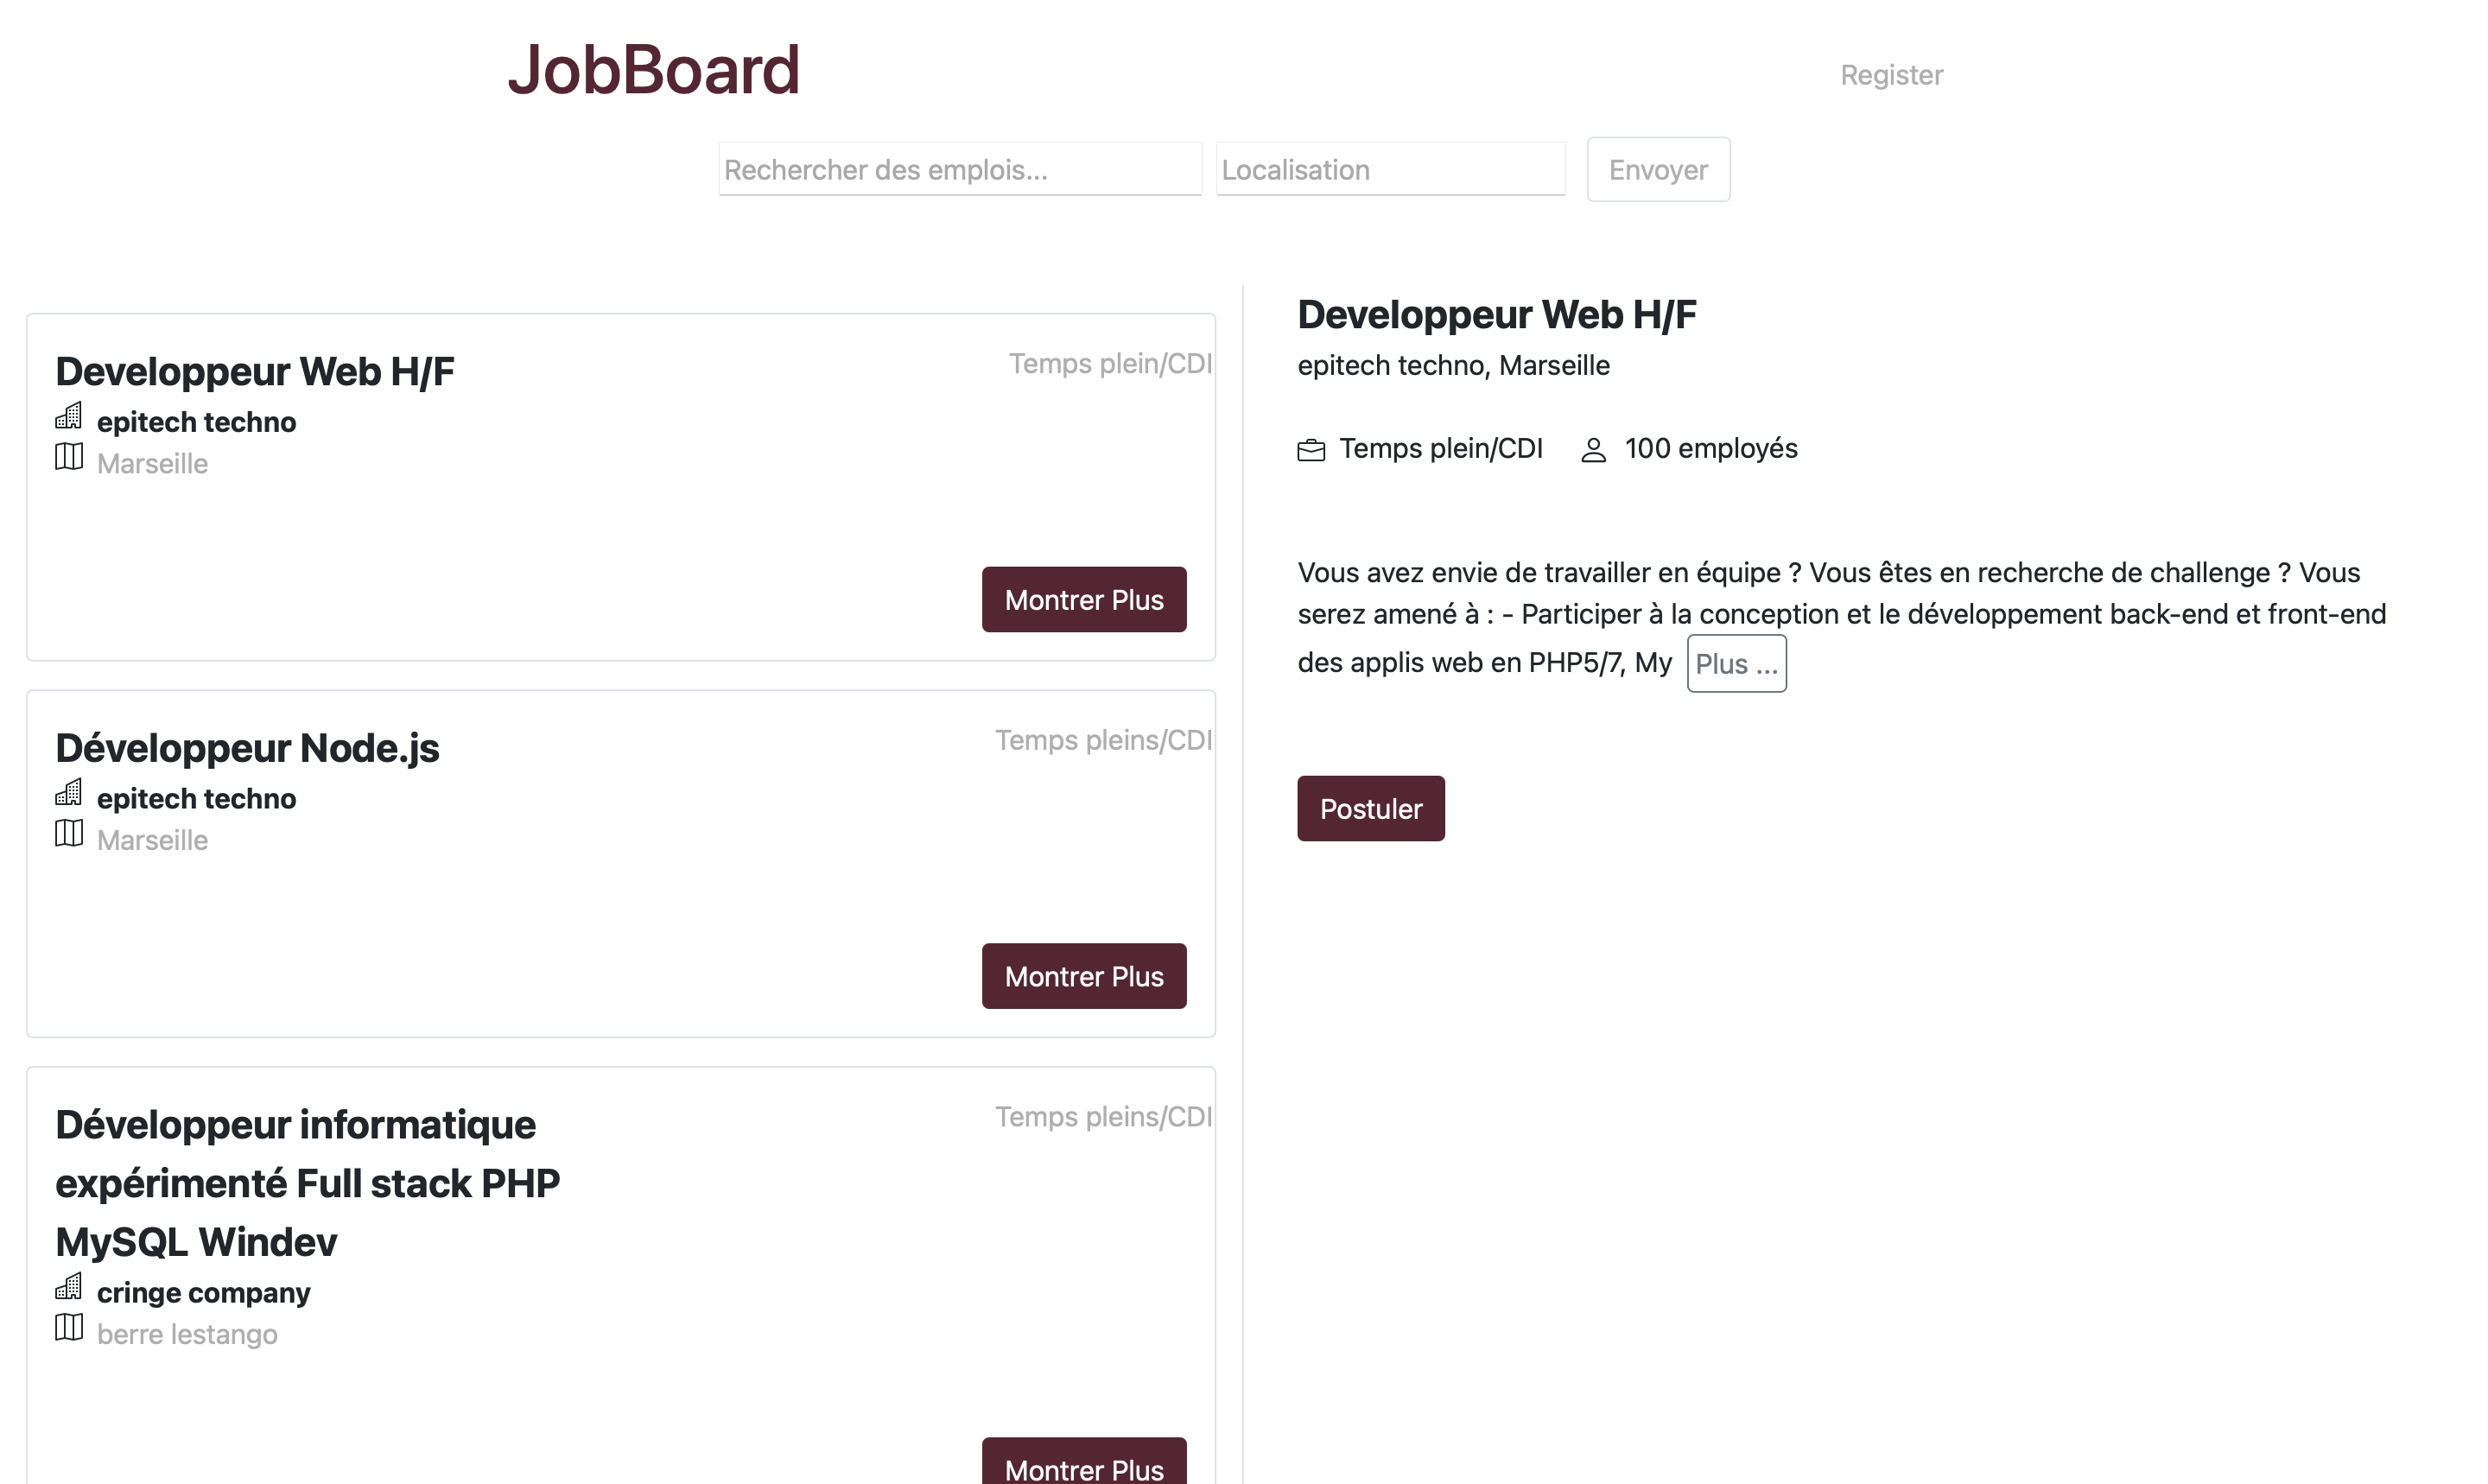 JobBoard
Register
Rechercher des emplois...
Localisation
Envoyer
Developpeur Web H/F
Temps plein/CDI
epitech techno
Marseille
Montrer Plus
Développeur Node.js
Temps pleins/CDI
epitech techno
Marseille
Montrer Plus
Développeur informatique
expérimenté Full stack PHP
MySQL Windev
Temps pleins/CDI
cringe company
berre lestango
Montrer Plus
Developpeur Web H/F
epitech techno, Marseille
Temps plein/CDI
100 employés
Vous avez envie de travailler en équipe ? Vous êtes en recherche de challenge ? Vous
serez amené à : - Participer à la conception et le développement back-end et front-end
des applis web en PHP5/7, My
Plus ...
Postuler